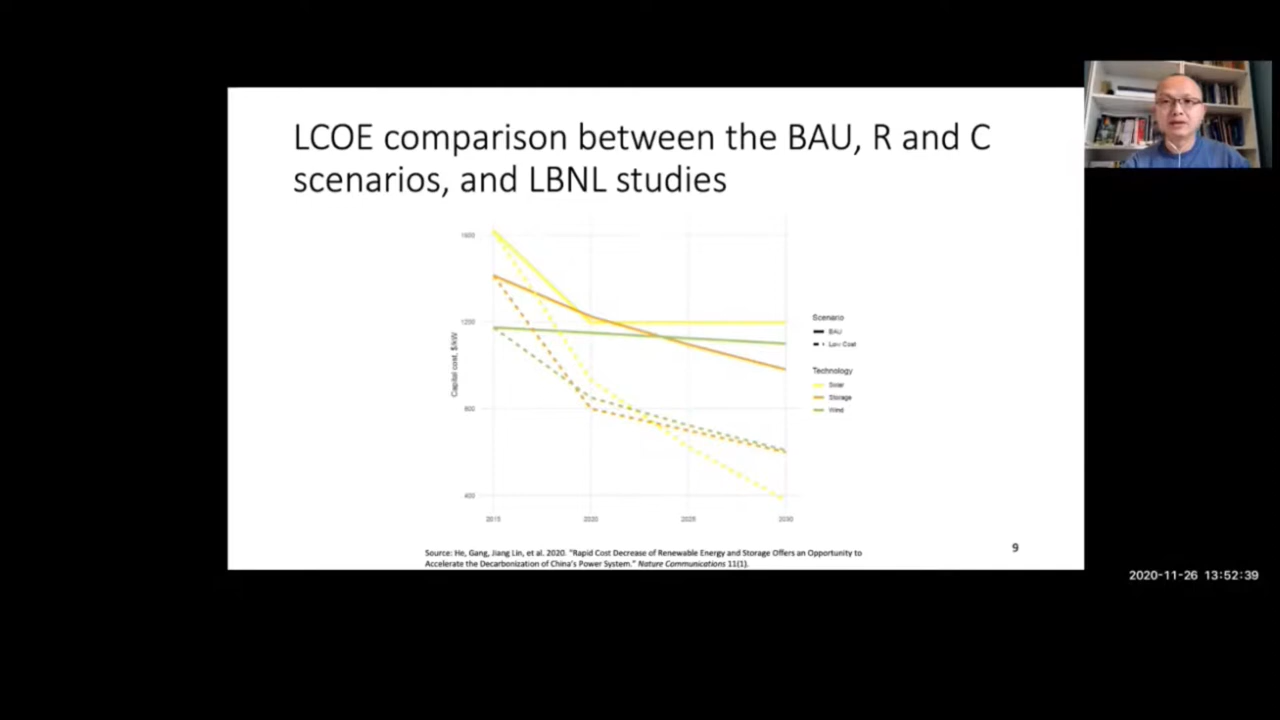 LCOE comparison between the BAU, R and C
scenarios, and LBNL studies
1600
1200
800
400
Capital cost, $/kW
2015
2020
2025
2030
Scenario
BAU
Low Cost
Technology
Solar
Storage
Wind
Source: He, Gang, Jiang Lin, et al. 2020. "Rapid Cost Decrease of Renewable Energy and Storage Offers an Opportunity to
Accelerate the Decarbonization of China's Power System." Nature Communications 11(1).
9
2020-11-26 13:52:39